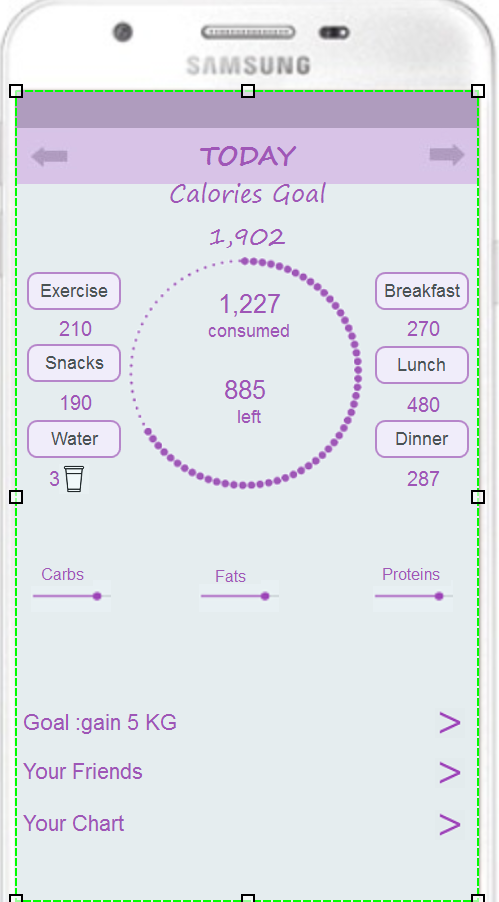 SAMSUNG
TODAY
Calories Goal
1,902
Exercise
210
Snacks
190
Water
3
1,227
consumed
885
left
Breakfast
270
Lunch
480
Dinner
287
Carbs
Fats
Proteins
Goal :gain 5 KG
>
Your Friends
>
Your Chart
>